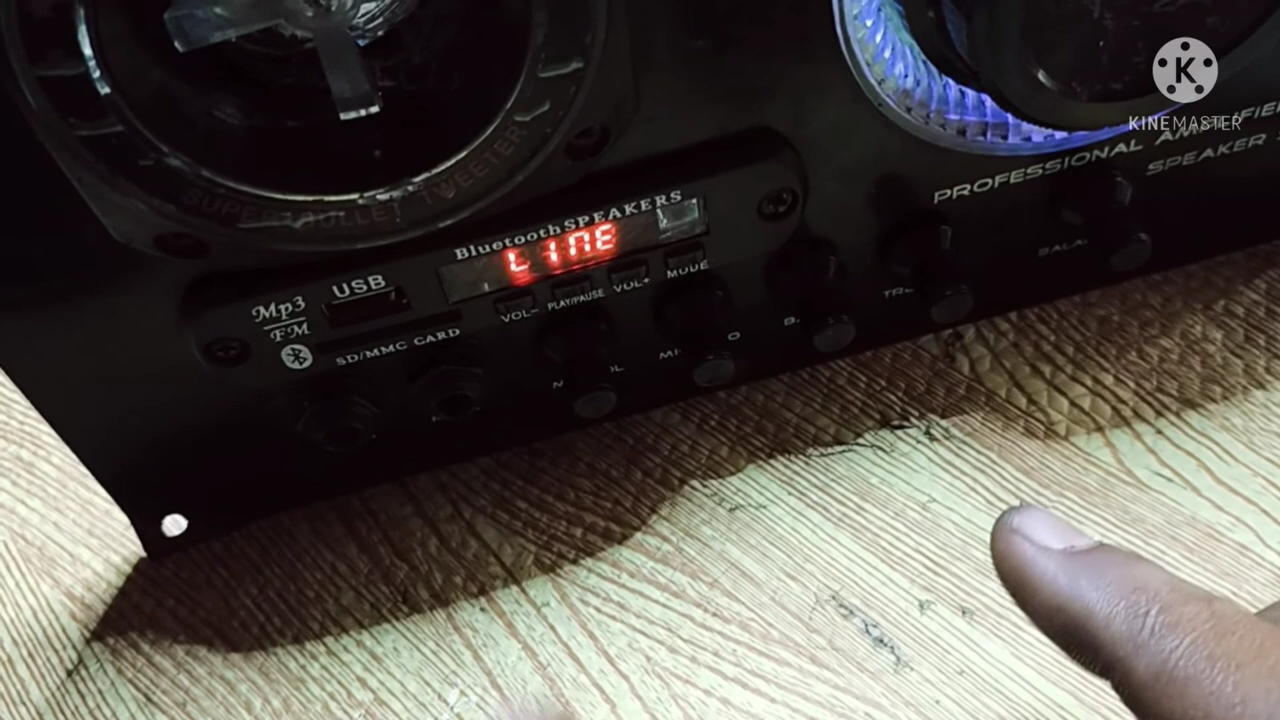 KINEMASTER
PROFESSIONAL AMPLIFIER
SPEAKER
SUPER BULLET TWEETER
Bluetooth SPEAKERS
LINE
USB
Mp3
FM
SD/MMC CARD
VOL-
PLAY/PAUSE
VOL+
MODE